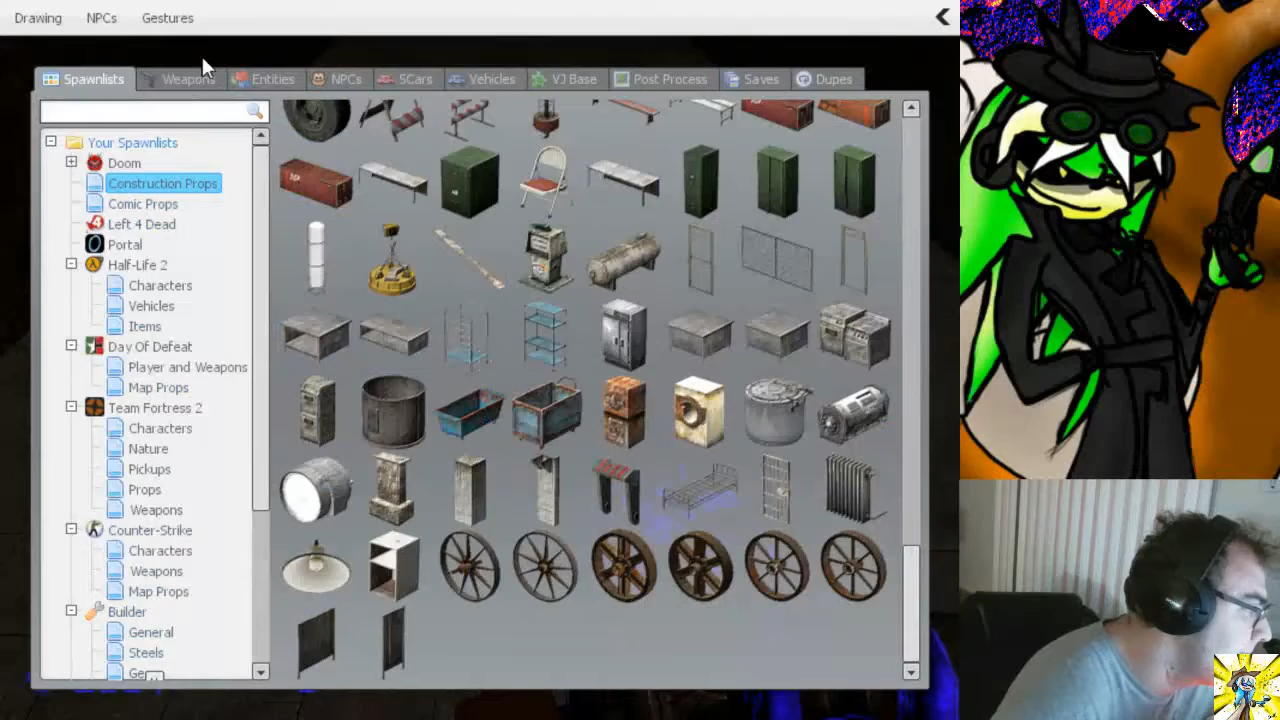 Drawing NPCs Gestures
Spawnlists Weapons Entities NPCs SCars Vehicles VJ Base Post Process Saves Dupes
Your Spawnlists
Doom
Construction Props
Comic Props
Left 4 Dead
Portal
Half-Life 2
Characters
Vehicles
Items
Day Of Defeat
Player and Weapons
Map Props
Team Fortress 2
Characters
Nature
Pickups
Props
Weapons
Counter-Strike
Characters
Weapons
Map Props
Builder
General
Steels